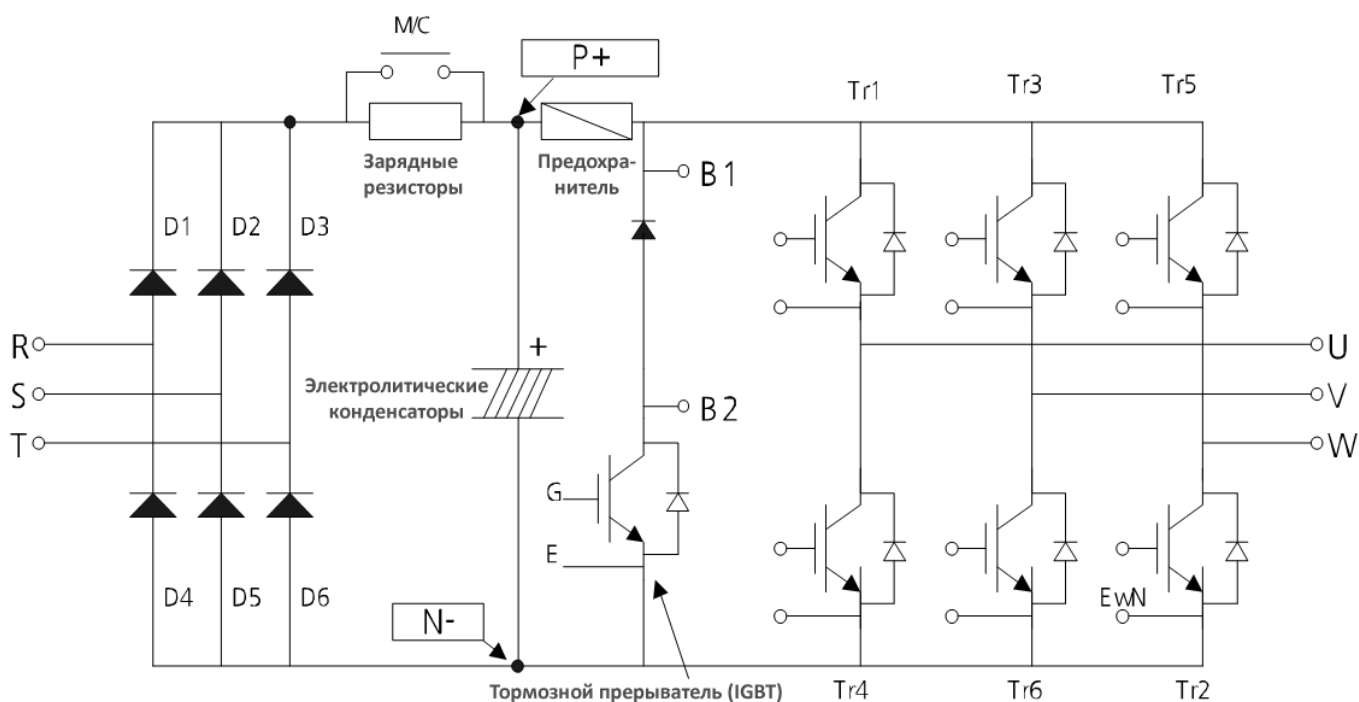 M/C
P+
Tr1
Tr3
Tr5
Зарядные
резисторы
Предохра-
нитель
B1
D1
D2
D3
R
S
T
+
Электролитические
конденсаторы
B2
U
V
W
G
E
D4
D5
D6
N-
EwN
Тормозной прерыватель (IGBT)
Tr4
Tr6
Tr2